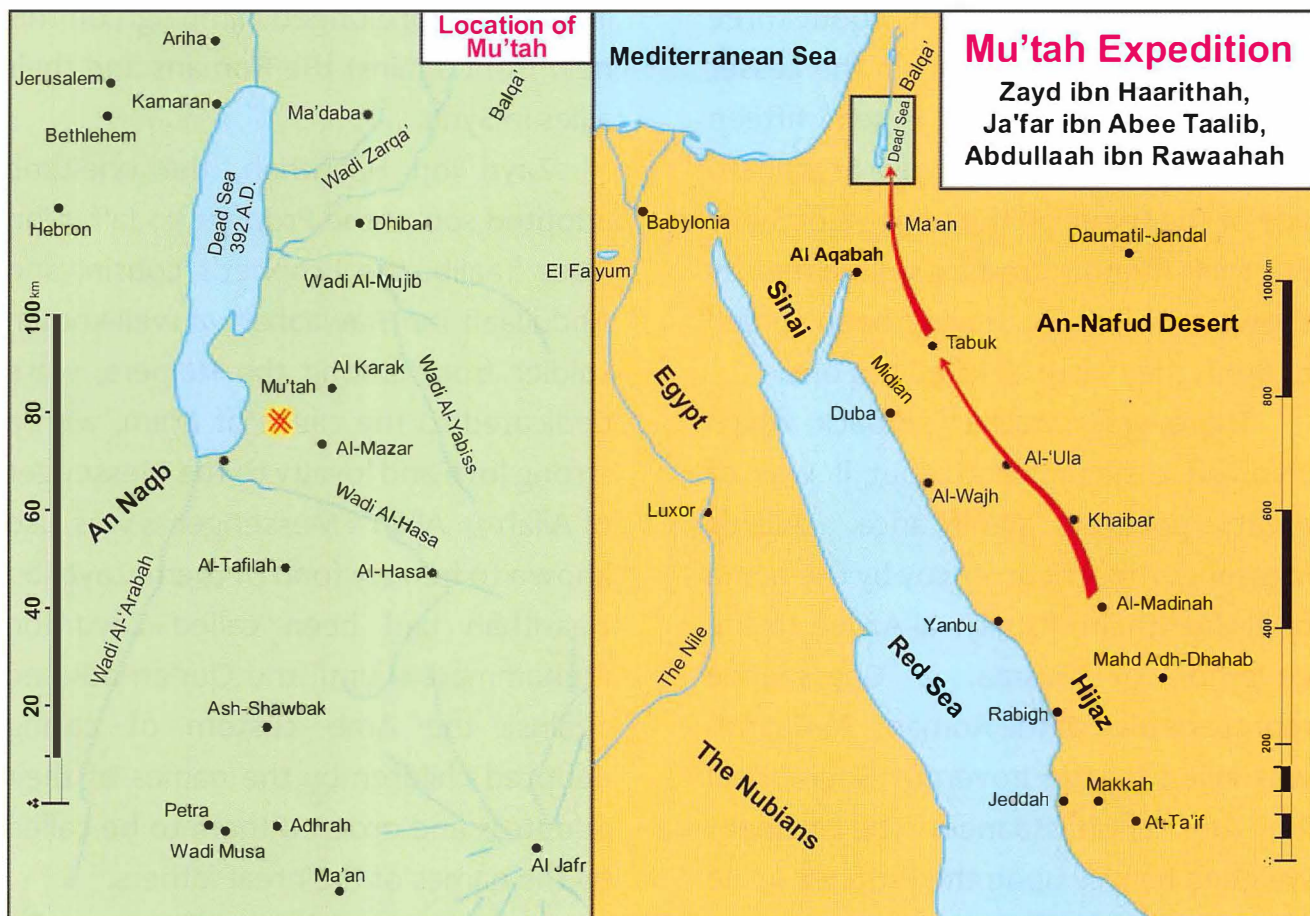 Location of
Mu'tah
Ariha
Jerusalem
Kamaran
Bethlehem
Ma'daba
Balqa'
Wadi Zarqa'
Dead Sea
392 A.D.
Hebron
Dhiban
Wadi Al-Mujib
100 km
Al Karak
Mu'tah
Wadi Al-Yabiss
80
Al-Mazar
An Naqb
Wadi Al-Hasa
60
Al-Tafilah
Al-Hasa
Wadi Al-'Arabah
40
20
Ash-Shawbak
Petra
Adhrah
Wadi Musa
Al Jafr
Ma'an
Mu'tah Expedition
Zayd ibn Haarithah,
Ja'far ibn Abee Taalib,
Abdullaah ibn Rawaahah
Mediterranean Sea
Balqa'
Dead Sea
Babylonia
Ma'an
Daumatil-Jandal
Al Aqabah
El Faiyum
Sinai
1000 km
An-Nafud Desert
Tabuk
Midian
Egypt
800
Duba
Al-'Ula
Al-Wajh
Luxor
Khaibar
600
Al-Madinah
Yanbu
400
The Nile
Red Sea
Mahd Adh-Dhahab
Hijaz
Rabigh
200
The Nubians
Jeddah
Makkah
At-Ta'if